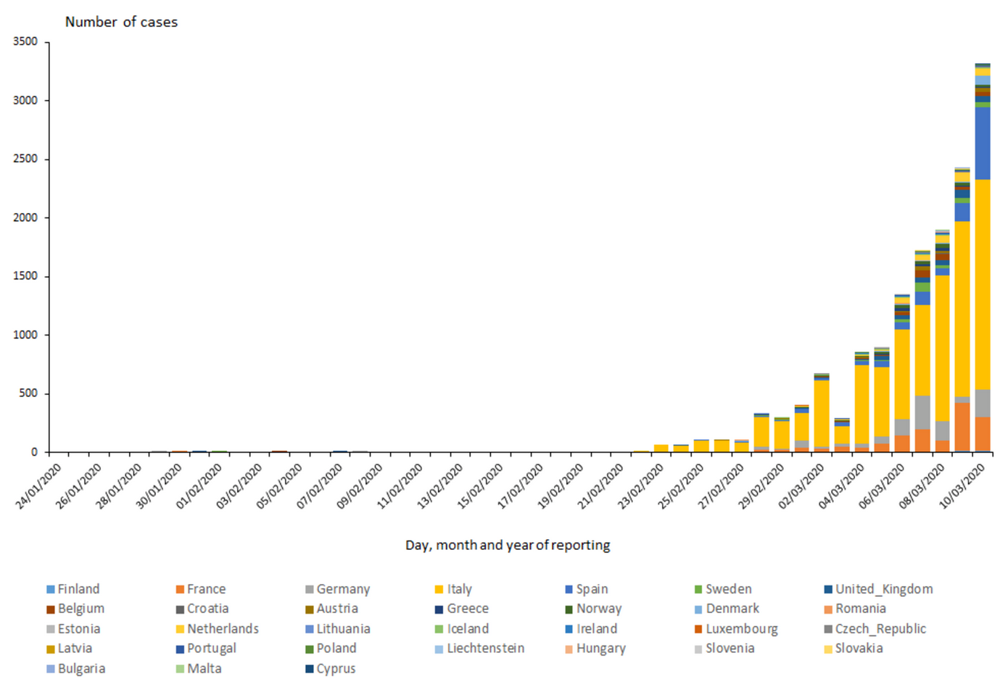 Number of cases
3500
3000
2500
2000
1500
1000
500
0
24/01/2020 26/01/2020 28/01/2020 30/01/2020 01/02/2020 03/02/2020 05/02/2020 07/02/2020 09/02/2020 11/02/2020 13/02/2020 15/02/2020 17/02/2020 19/02/2020 21/02/2020 23/02/2020 25/02/2020 27/02/2020 29/02/2020 02/03/2020 04/03/2020 06/03/2020 08/03/2020 10/03/2020
Day, month and year of reporting
Finland France Germany Italy Spain Sweden United_Kingdom
Belgium Croatia Austria Greece Norway Denmark Romania
Estonia Netherlands Lithuania Iceland Ireland Luxembourg Czech_Republic
Latvia Portugal Poland Liechtenstein Hungary Slovenia Slovakia
Bulgaria Malta Cyprus